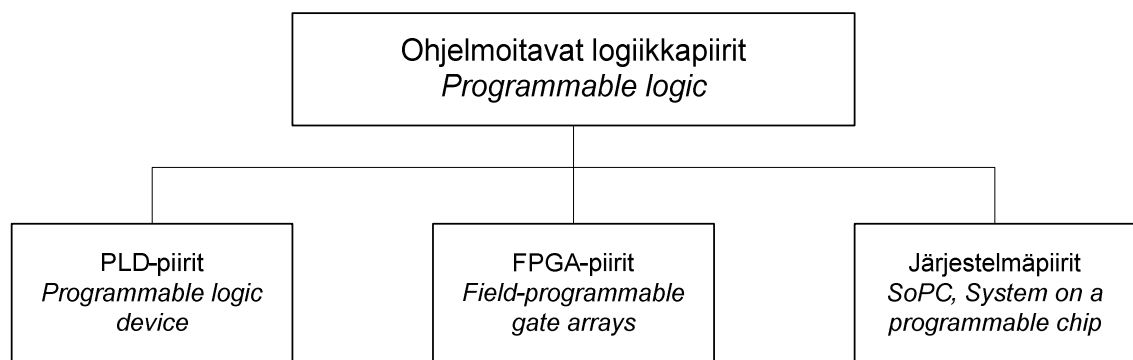 Ohjelmoitavat logiikkapiirit
Programmable logic
PLD-piirit
Programmable logic
device
FPGA-piirit
Field-programmable
gate arrays
Järjestelmäpiirit
SoPC, System on a
programmable chip